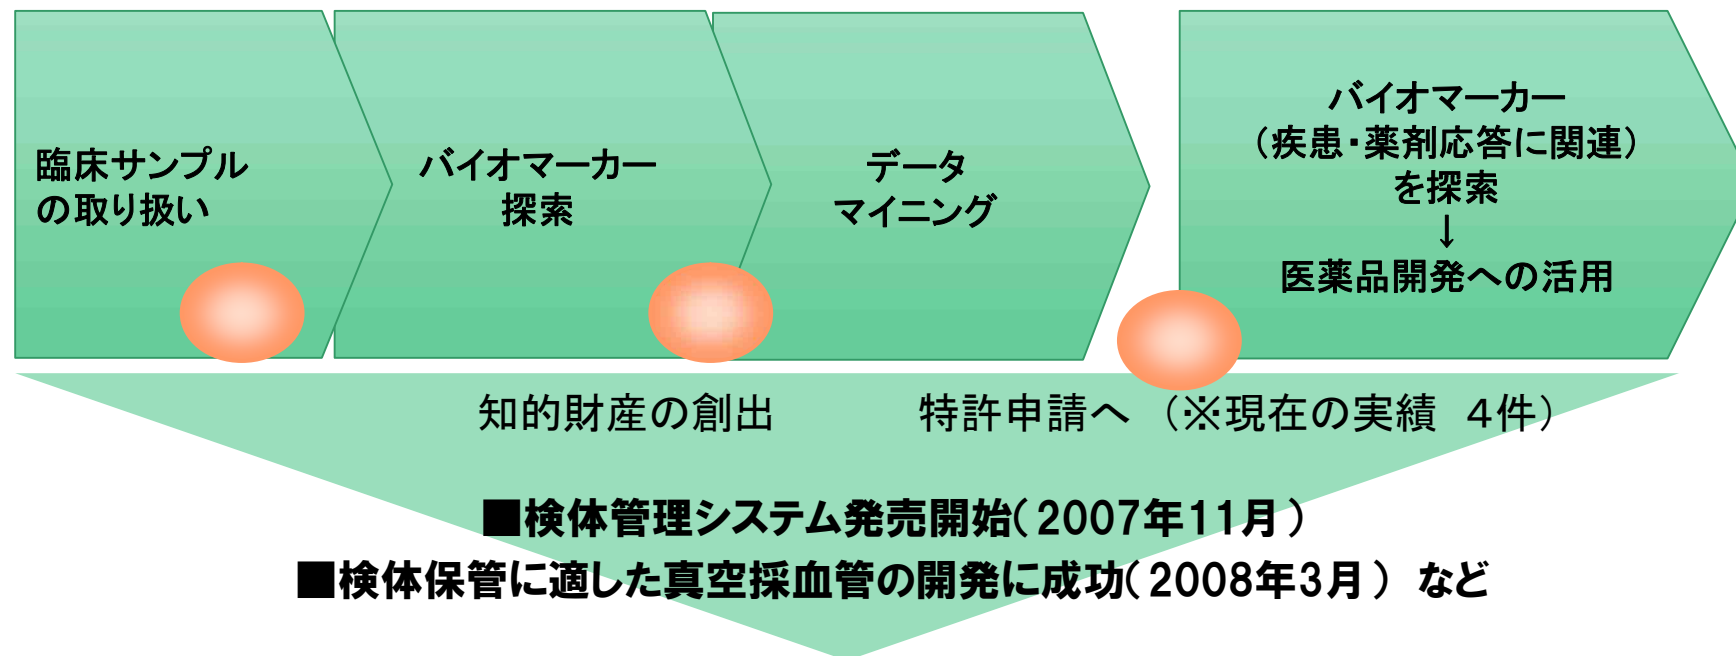 臨床サンプル
の取り扱い
バイオマーカー
探索
データ
マイニング
バイオマーカー
（疾患・薬剤応答に関連）
を探索
↓
医薬品開発への活用
知的財産の創出　　　特許申請へ　（※現在の実績　４件）
■検体管理システム発売開始（2007年11月）
■検体保管に適した真空採血管の開発に成功（2008年3月）　など